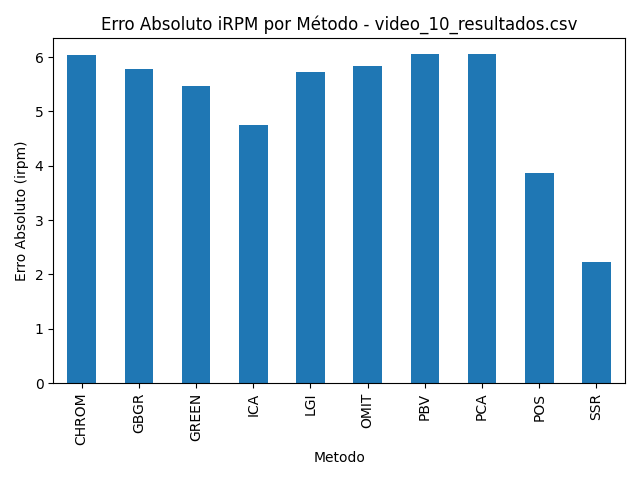 Erro Absoluto iRPM por Método - video_10_resultados.csv
Erro Absoluto (irpm)
6
5
4
3
2
1
0
CHROM
GBGR
GREEN
ICA
LGI
OMIT
PBV
PCA
POS
SSR
Metodo